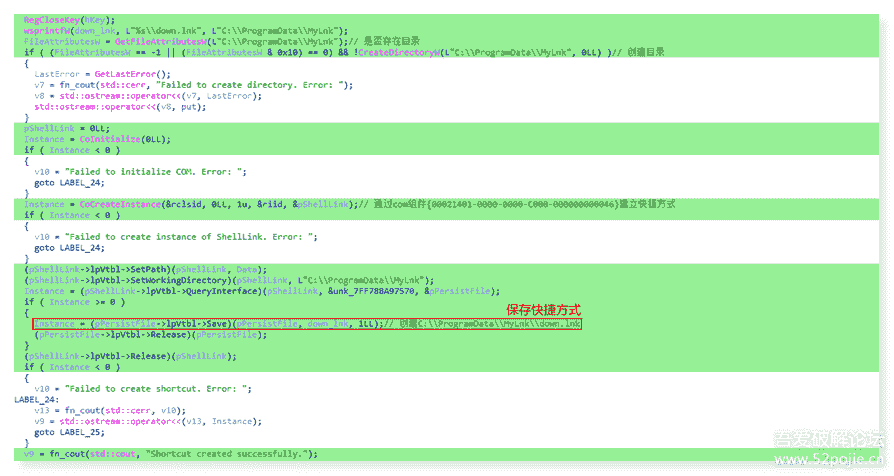 RegCloseKey(hKey);
wsprintfW(down_lnk, L"%s\\down.lnk", L"C:\\ProgramData\\MyLnk");
FileAttributesW = GetFileAttributesW(L"C:\\ProgramData\\MyLnk");// 是否存在目录
if ( (FileAttributesW == -1 || (FileAttributesW & 0x10) == 0) && !CreateDirectoryW(L"C:\\ProgramData\\MyLnk", 0LL) )// 创建目录
{
LastError = GetLastError();
v7 = fn_cout(std::cerr, "Failed to create directory. Error: ");
v8 = std::ostream::operator<<(v7, LastError);
std::ostream::operator<<(v8, put);
}
pShellLink = 0LL;
Instance = CoInitialize(0LL);
if ( Instance < 0 )
{
v10 = "Failed to initialize COM. Error: ";
goto LABEL_24;
}
Instance = CoCreateInstance(&rclsid, 0LL, 1u, &riid, &pShellLink);// 通过com组件{00021401-0000-0000-C000-000000000046}建立快捷方式
if ( Instance < 0 )
{
v10 = "Failed to create instance of ShellLink. Error: ";
goto LABEL_24;
}
(pShellLink->lpVtbl->SetPath)(pShellLink, Data);
(pShellLink->lpVtbl->SetWorkingDirectory)(pShellLink, L"C:\\ProgramData\\MyLnk");
Instance = (pShellLink->lpVtbl->QueryInterface)(pShellLink, &unk_7FF788A97570, &pPersistFile);
if ( Instance >= 0 )
保存快捷方式
{
Instance = (pPersistFile->lpVtbl->Save)(pPersistFile, down_lnk, 1LL);// 创建C:\\ProgramData\\MyLnk\\down.lnk
(pPersistFile->lpVtbl->Release)(pPersistFile);
}
(pShellLink->lpVtbl->Release)(pShellLink);
if ( Instance < 0 )
{
v10 = "Failed to create shortcut. Error: ";
LABEL_24:
v13 = fn_cout(std::cerr, v10);
v9 = std::ostream::operator<<(v13, Instance);
goto LABEL_25;
}
v9 = fn_cout(std::cout, "Shortcut created successfully.");
吾爱破解论坛
www.52pojie.cn